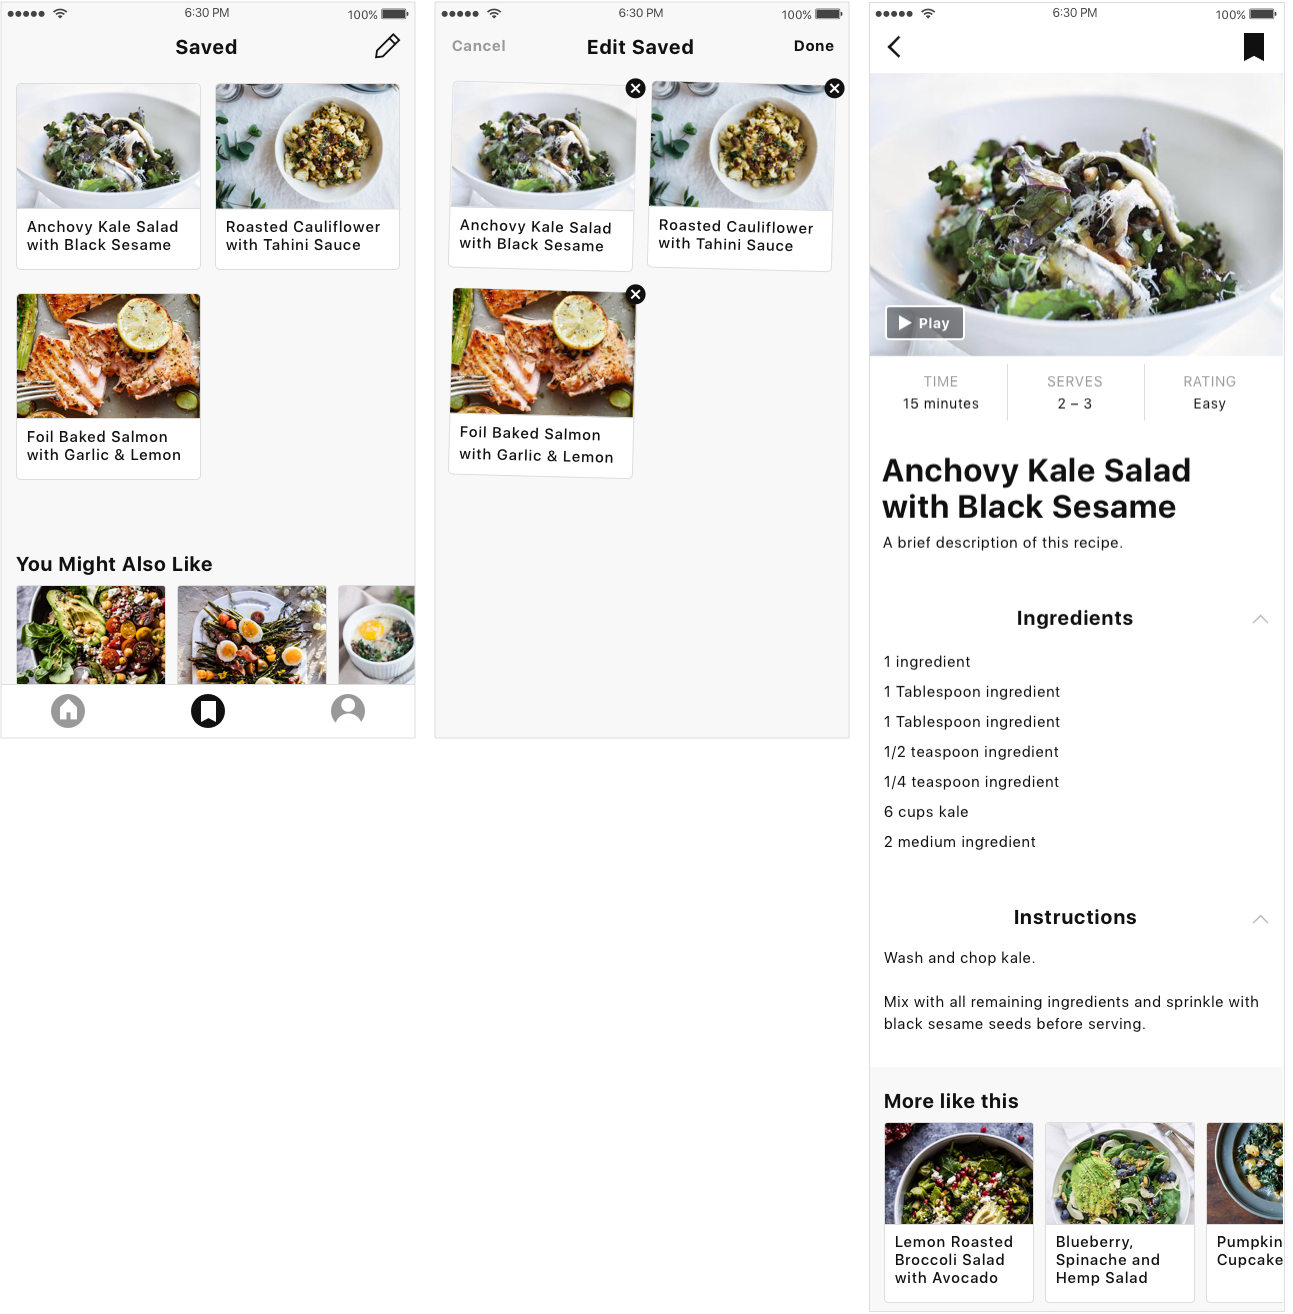 6:30 PM
100%
Saved
Anchovy Kale Salad
with Black Sesame
Roasted Cauliflower
with Tahini Sauce
Foil Baked Salmon
with Garlic & Lemon
You Might Also Like
6:30 PM
100%
Cancel
Edit Saved
Done
Anchovy Kale Salad
with Black Sesame
Roasted Cauliflower
with Tahini Sauce
Foil Baked Salmon
with Garlic & Lemon
6:30 PM
100%
Play
TIME
15 minutes
SERVES
2 – 3
RATING
Easy
Anchovy Kale Salad
with Black Sesame
A brief description of this recipe.
Ingredients
1 ingredient
1 Tablespoon ingredient
1 Tablespoon ingredient
1/2 teaspoon ingredient
1/4 teaspoon ingredient
6 cups kale
2 medium ingredient
Instructions
Wash and chop kale.
Mix with all remaining ingredients and sprinkle with
black sesame seeds before serving.
More like this
Lemon Roasted
Broccoli Salad
with Avocado
Blueberry,
Spinache and
Hemp Salad
Pumpkin
Cupcake